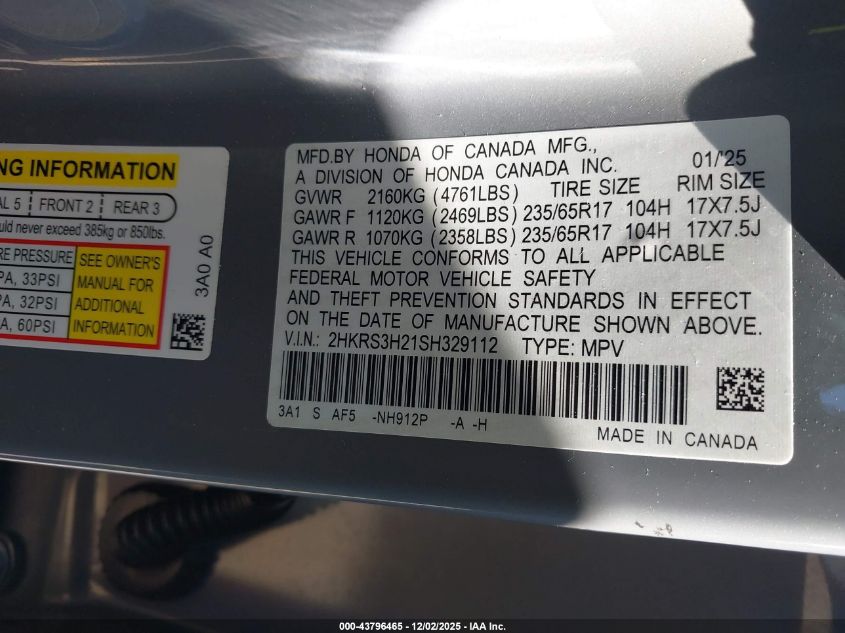 NG INFORMATION
AL 5 FRONT 2 REAR 3
ould never exceed 385kg or 850lbs.
RE PRESSURE
PA, 33PSI
PA, 32PSI
A, 60PSI
SEE OWNER'S
MANUAL FOR
ADDITIONAL
INFORMATION
3A0 A0
MFD.BY HONDA OF CANADA MFG.,
A DIVISION OF HONDA CANADA INC. 01/'25
GVWR 2160KG (4761LBS) TIRE SIZE RIM SIZE
GAWR F 1120KG (2469LBS) 235/65R17 104H 17X7.5J
GAWR R 1070KG (2358LBS) 235/65R17 104H 17X7.5J
THIS VEHICLE CONFORMS TO ALL APPLICABLE
FEDERAL MOTOR VEHICLE SAFETY
AND THEFT PREVENTION STANDARDS IN EFFECT
ON THE DATE OF MANUFACTURE SHOWN ABOVE.
V.I.N.: 2HKRS3H21SH329112 TYPE: MPV
3A1 S AF5 -NH912P -A -H
MADE IN CANADA
000-43796465 - 12/02/2025 - IAA Inc.